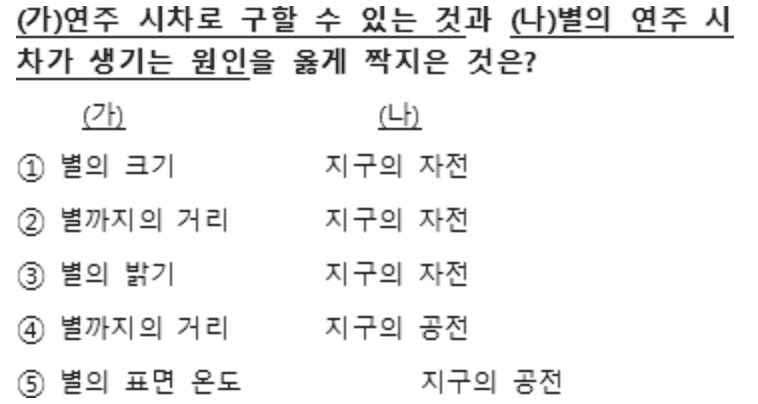 (가)연주 시차로 구할 수 있는 것과 (나)별의 연주 시
차가 생기는 원인을 옳게 짝지은 것은?
(가) (나)
① 별의 크기 지구의 자전
② 별까지의 거리 지구의 자전
③ 별의 밝기 지구의 자전
④ 별까지의 거리 지구의 공전
⑤ 별의 표면 온도 지구의 공전